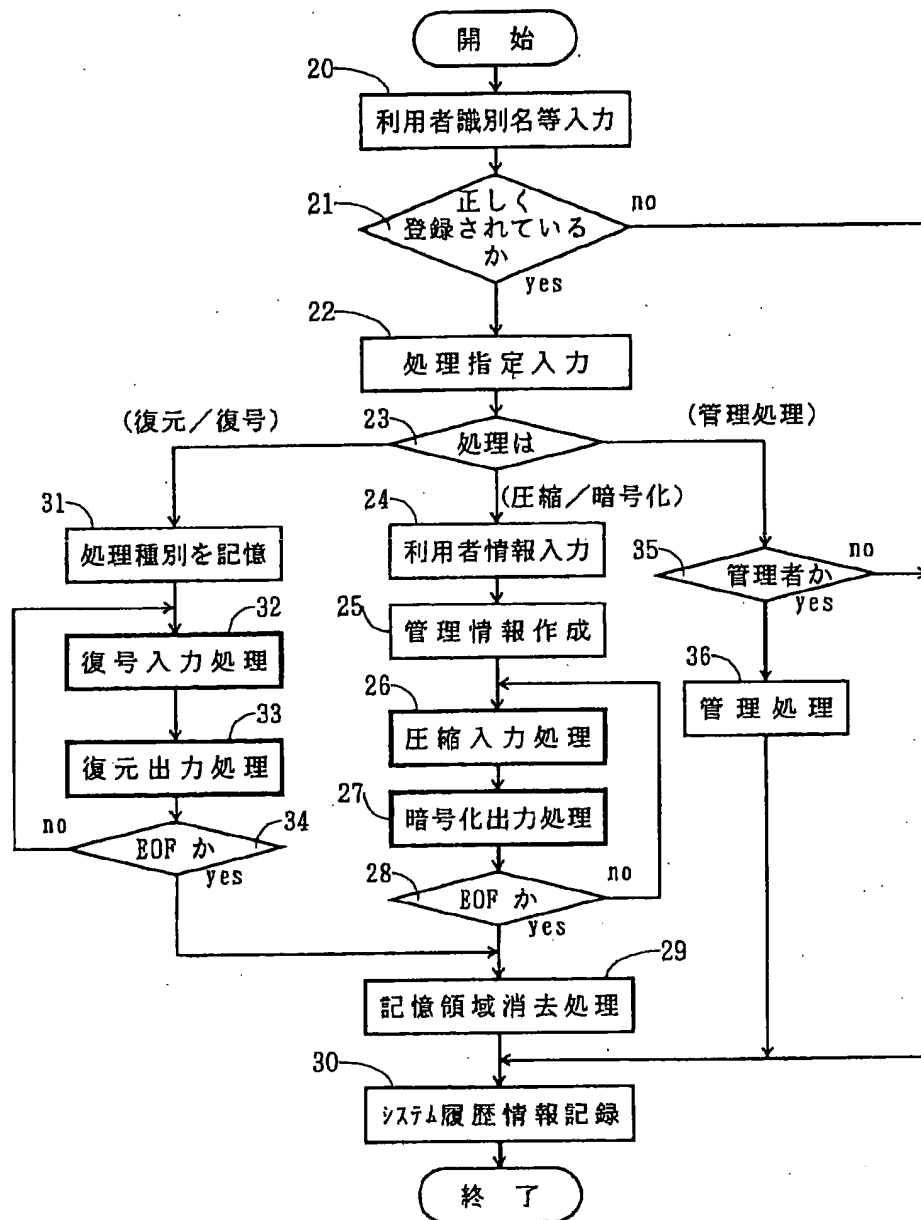 開 始
20
利用者識別名等入力
21
正しく
登録されている
か
no
yes
22
処理指定入力
(復元/復号)
23
処理は
(管理処理)
(圧縮/暗号化)
31
処理種別を記憶
24
利用者情報入力
35
管理者か
no
yes
25
管理情報作成
32
復号入力処理
36
管理処理
26
圧縮入力処理
33
復元出力処理
27
暗号化出力処理
no
EOF か
34
yes
28
EOF か
no
yes
29
記憶領域消去処理
30
システム履歴情報記録
終 了